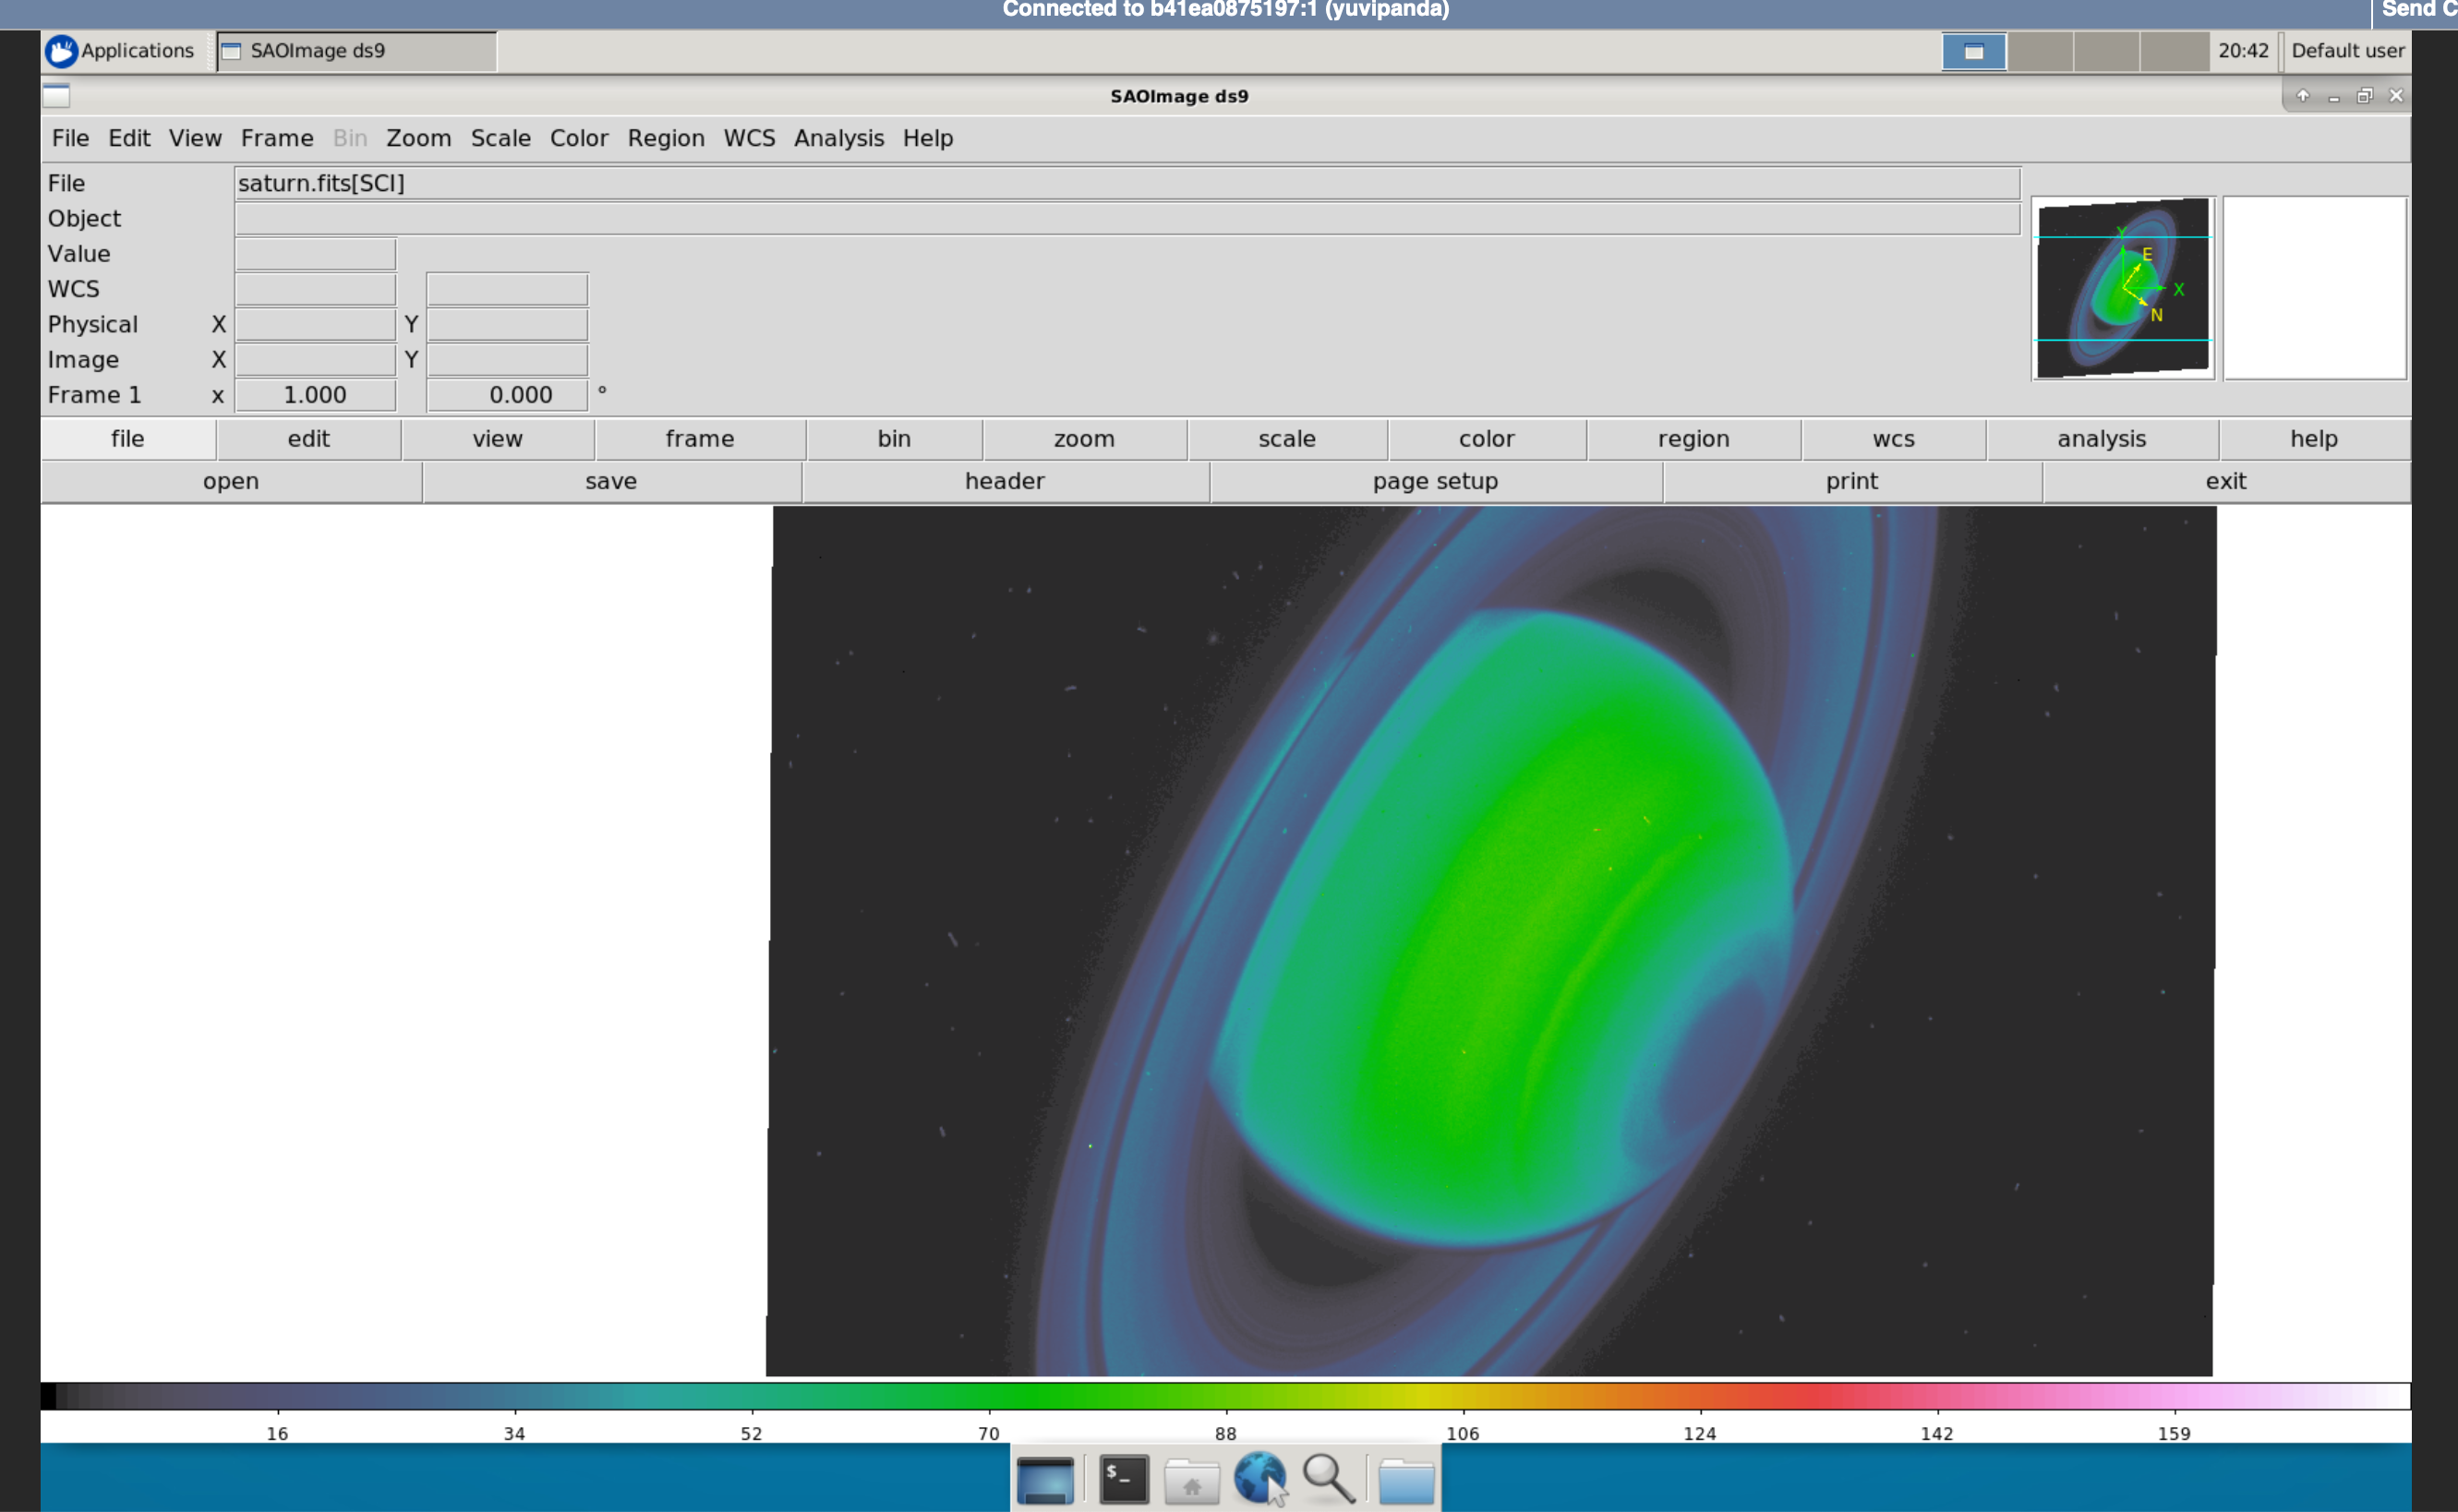 Connected to b41ea0875197:1 (yuvipanda)
Send C
Applications
SAOImage ds9
20:42
Default user
SAOImage ds9
File Edit View Frame Bin Zoom Scale Color Region WCS Analysis Help
File saturn.fits[SCI]
Object
Value
WCS
Physical X Y
Image X Y
Frame 1 x 1.000 0.000 °
Y
E
X
N
file edit view frame bin zoom scale color region wcs analysis help
open save header page setup print exit
16 34 52 70 88 106 124 142 159
$_